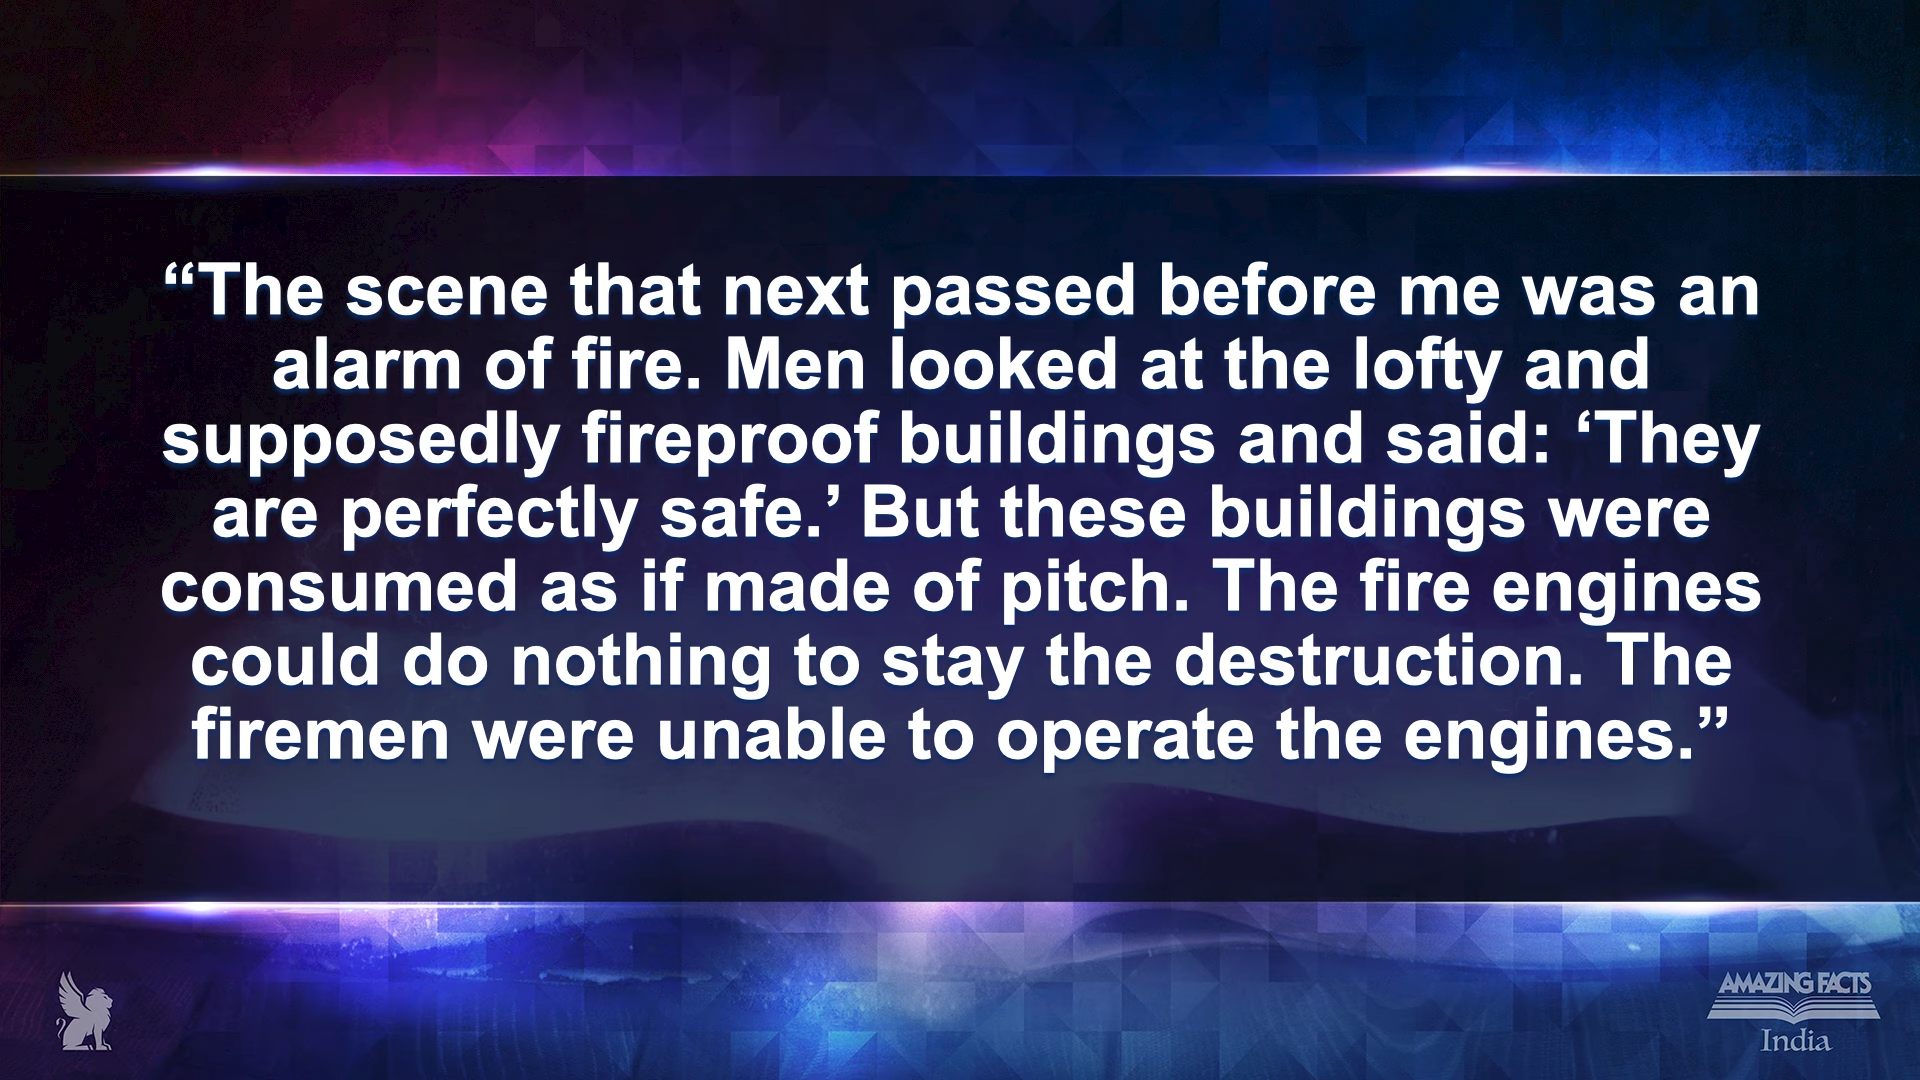 “The scene that next passed before me was an
alarm of fire. Men looked at the lofty and
supposedly fireproof buildings and said: ‘They
are perfectly safe.’ But these buildings were
consumed as if made of pitch. The fire engines
could do nothing to stay the destruction. The
firemen were unable to operate the engines.”
AMAZING FACTS
India